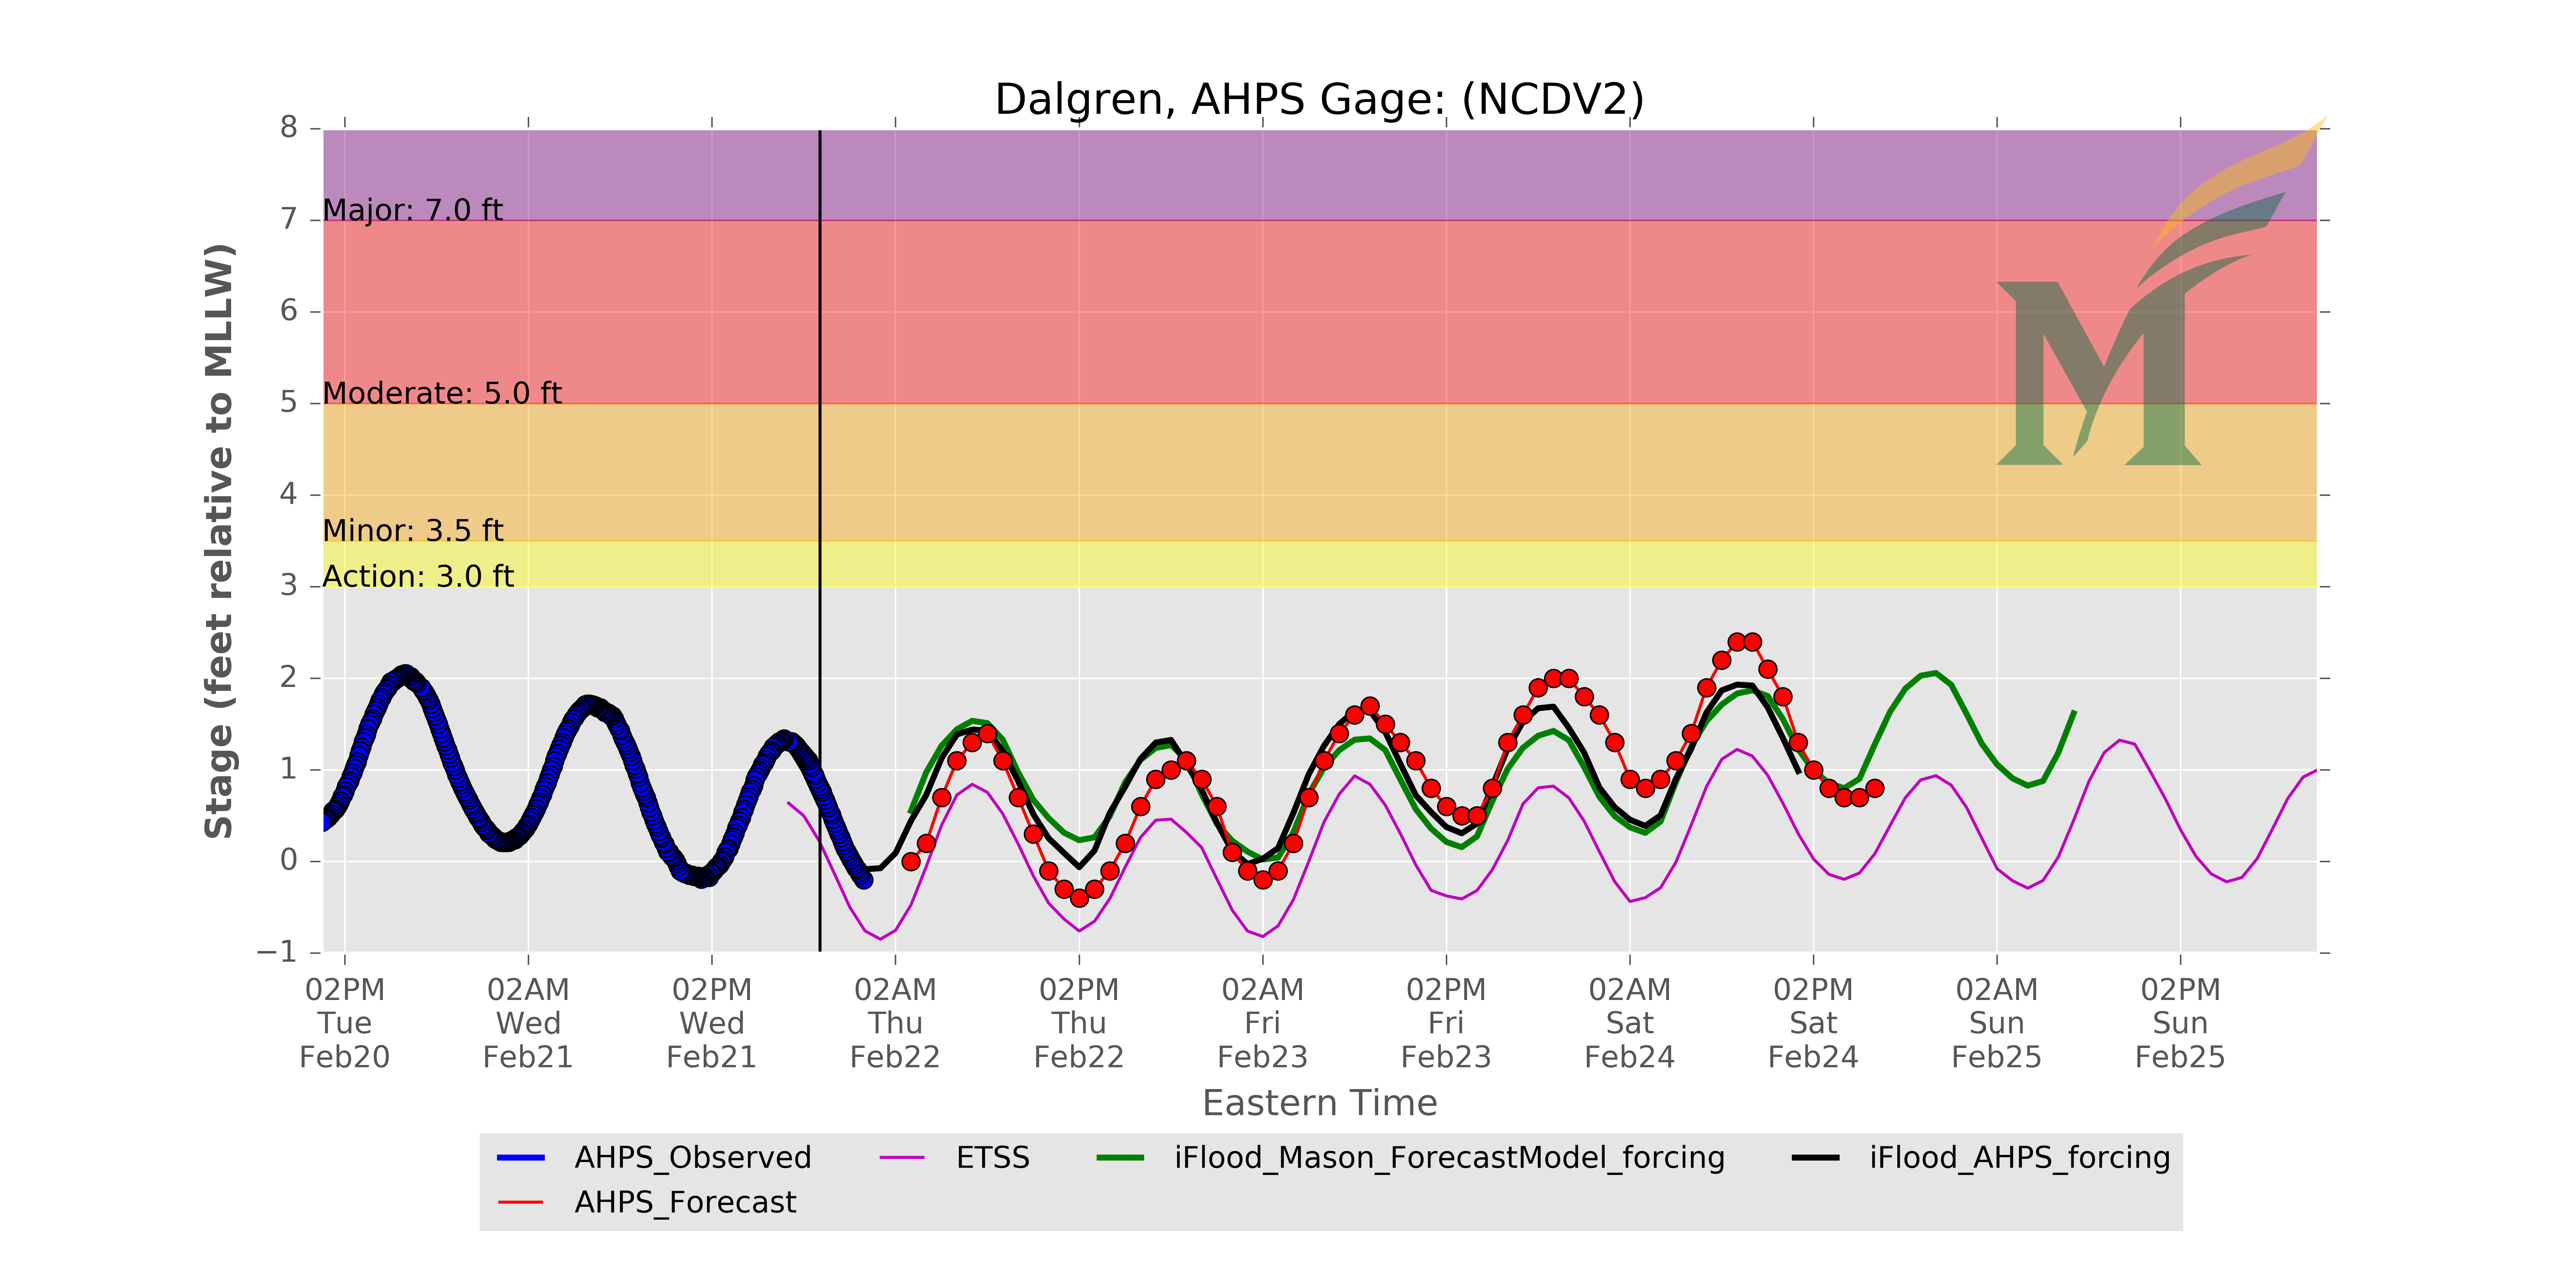 Dalgren, AHPS Gage: (NCDV2)
8
7
6
5
4
3
2
1
0
−1
Stage (feet relative to MLLW)
Major: 7.0 ft
Moderate: 5.0 ft
Minor: 3.5 ft
Action: 3.0 ft
M
02PM 02AM 02PM 02AM 02PM 02AM 02PM 02AM 02PM 02AM 02PM
Tue Wed Wed Thu Thu Fri Fri Sat Sat Sun Sun
Feb20 Feb21 Feb21 Feb22 Feb22 Feb23 Feb23 Feb24 Feb24 Feb25 Feb25
Eastern Time
AHPS_Observed ETSS iFlood_Mason_ForecastModel_forcing iFlood_AHPS_forcing
AHPS_Forecast